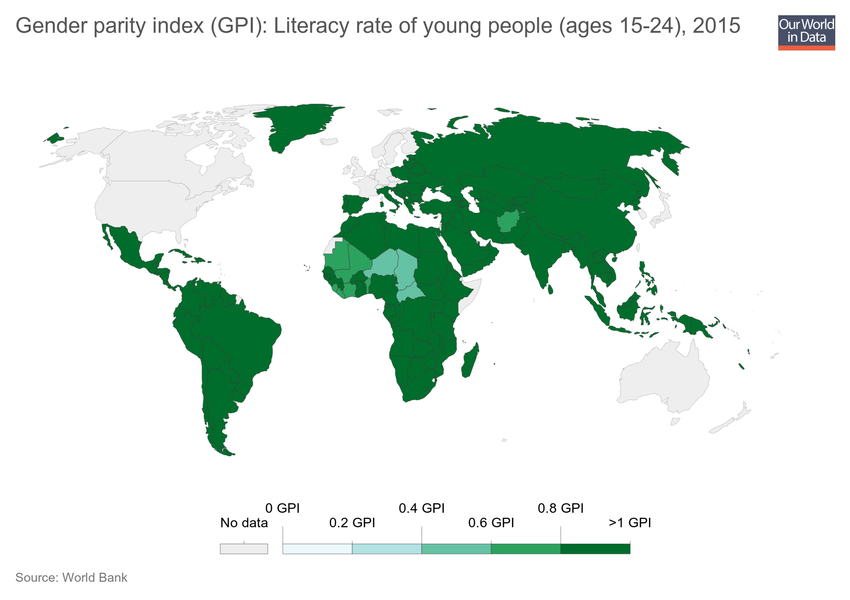 Gender parity index (GPI): Literacy rate of young people (ages 15-24), 2015
Our World
in Data
0 GPI
0.4 GPI
0.8 GPI
No data
0.2 GPI
0.6 GPI
>1 GPI
Source: World Bank